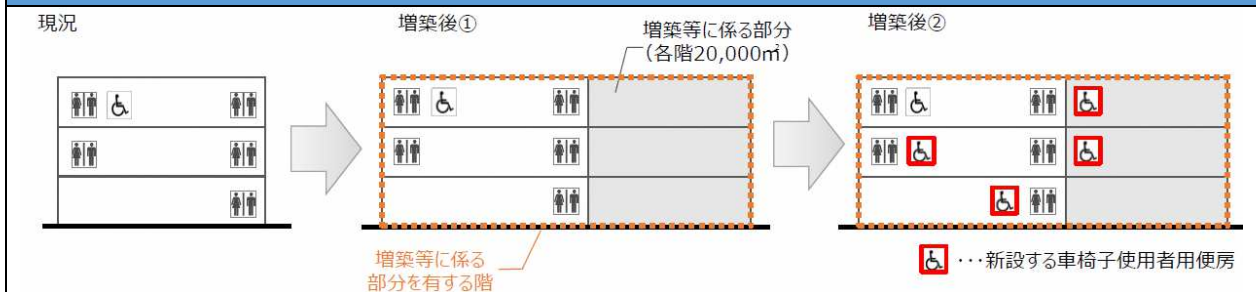 現況
増築後①
増築等に係る部分
（各階20,000㎡）
増築後②
増築等に係る
部分を有する階
･･･新設する車椅子使用者用便房